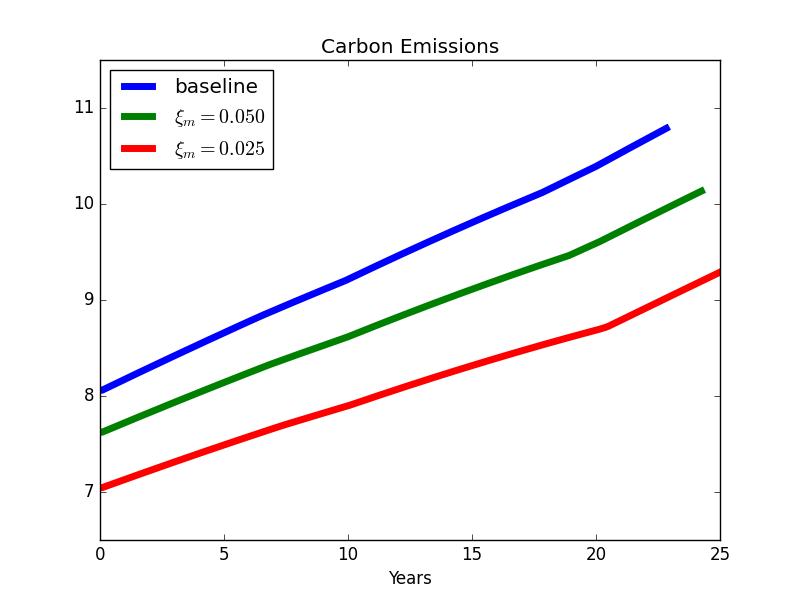 Carbon Emissions
baseline
ξₘ = 0.050
ξₘ = 0.025
11
10
9
8
7
0 5 10 15 20 25
Years